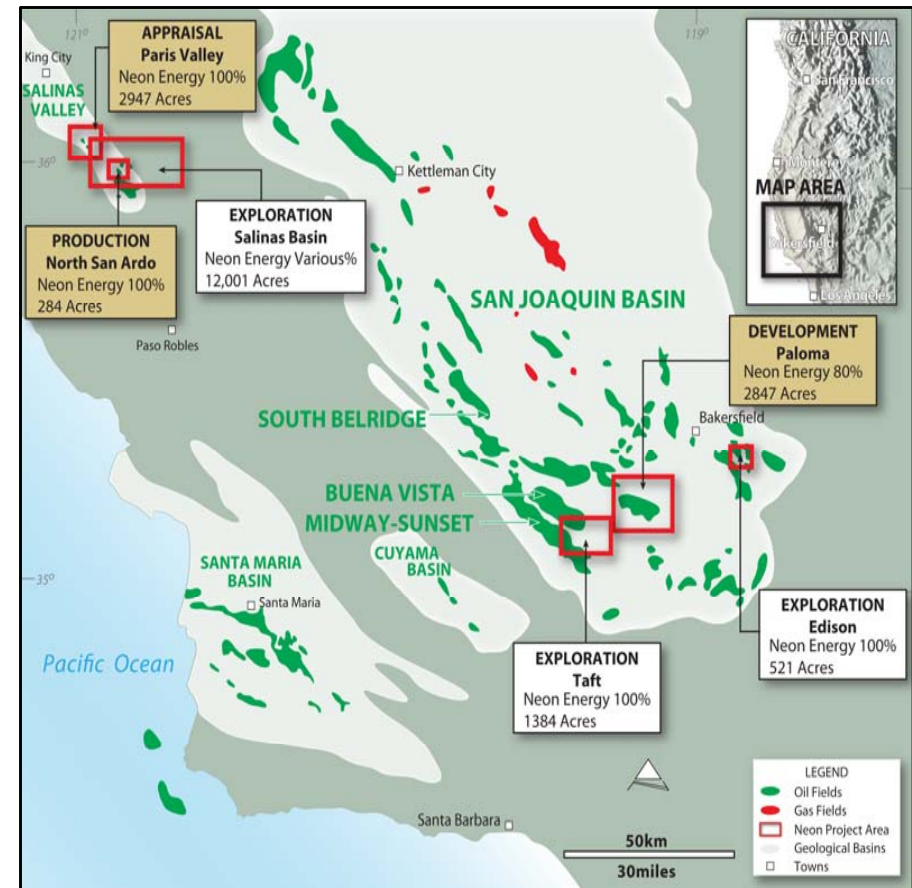 121⁰
119⁰
APPRAISAL
Paris Valley
Neon Energy 100%
2947 Acres
King City
SALINAS
VALLEY
36⁰
PRODUCTION
North San Ardo
Neon Energy 100%
284 Acres
EXPLORATION
Salinas Basin
Neon Energy Various%
12,001 Acres
Paso Robles
Kettleman City
SAN JOAQUIN BASIN
CALIFORNIA
San Francisco
Monterey
MAP AREA
Bakersfield
Los Angeles
DEVELOPMENT
Paloma
Neon Energy 80%
2847 Acres
SOUTH BELRIDGE
Bakersfield
BUENA VISTA
MIDWAY-SUNSET
CUYAMA
BASIN
35⁰
SANTA MARIA
BASIN
Santa Maria
Pacific Ocean
EXPLORATION
Taft
Neon Energy 100%
1384 Acres
EXPLORATION
Edison
Neon Energy 100%
521 Acres
Santa Barbara
50km
30miles
LEGEND
Oil Fields
Gas Fields
Neon Project Area
Geological Basins
Towns